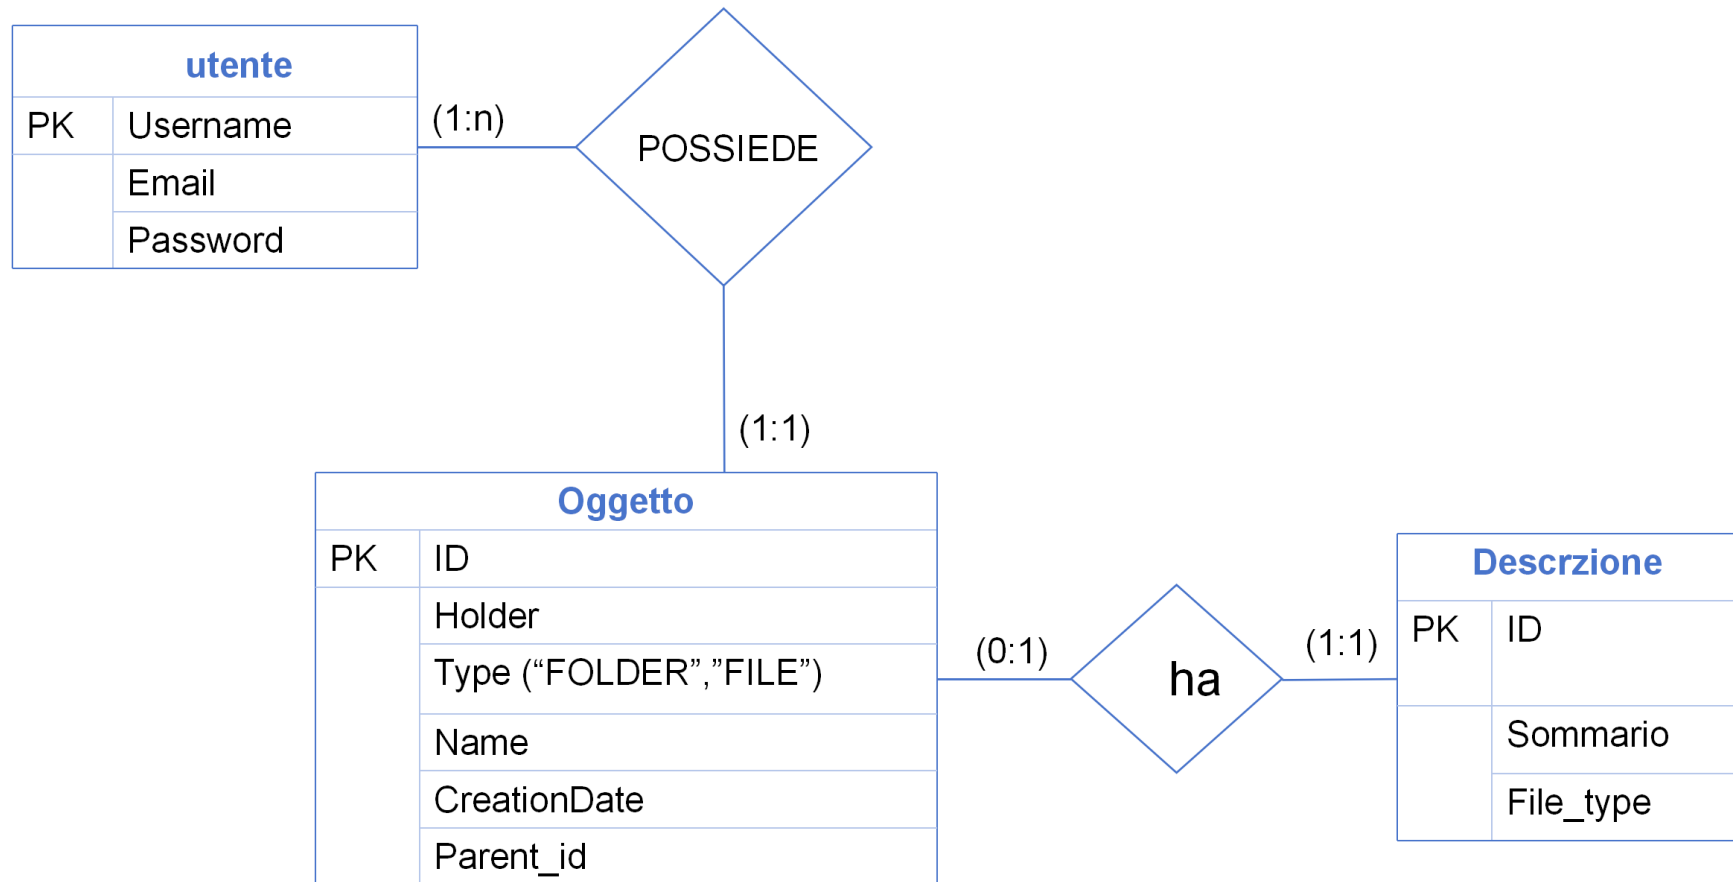 utente
PK Username
Email
Password
(1:n)
POSSIEDE
(1:1)
Oggetto
PK ID
Holder
Type (“FOLDER”,”FILE”)
Name
CreationDate
Parent_id
(0:1)
ha
(1:1)
Descrzione
PK ID
Sommario
File_type